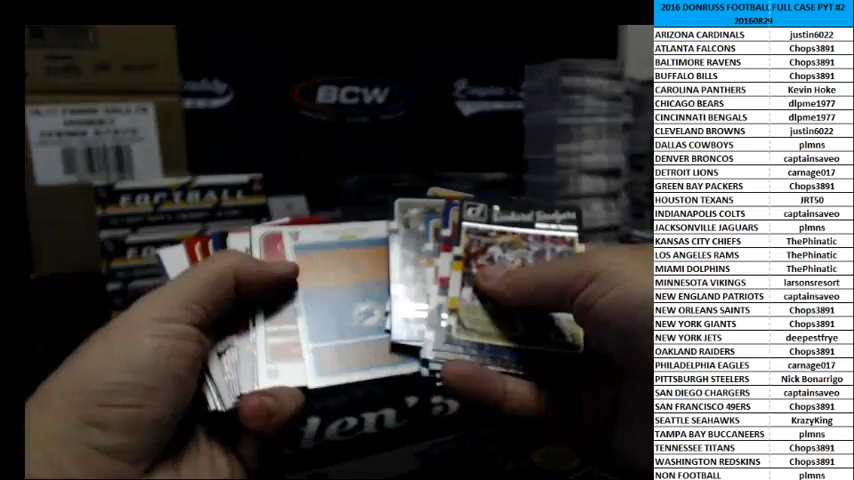 2016 DONRUSS FOOTBALL FULL CASE PYT #2
20160829
ARIZONA CARDINALS justin6022
ATLANTA FALCONS Chops3891
BALTIMORE RAVENS Chops3891
BUFFALO BILLS Chops3891
CAROLINA PANTHERS Kevin Hoke
CHICAGO BEARS dlpme1977
CINCINNATI BENGALS dlpme1977
CLEVELAND BROWNS justin6022
DALLAS COWBOYS plmns
DENVER BRONCOS captainsaveo
DETROIT LIONS carnage017
GREEN BAY PACKERS Chops3891
HOUSTON TEXANS JRT50
INDIANAPOLIS COLTS captainsaveo
JACKSONVILLE JAGUARS plmns
KANSAS CITY CHIEFS ThePhinatic
LOS ANGELES RAMS ThePhinatic
MIAMI DOLPHINS ThePhinatic
MINNESOTA VIKINGS larsonsresort
NEW ENGLAND PATRIOTS captainsaveo
NEW ORLEANS SAINTS Chops3891
NEW YORK GIANTS Chops3891
NEW YORK JETS deepestfrye
OAKLAND RAIDERS Chops3891
PHILADELPHIA EAGLES carnage017
PITTSBURGH STEELERS Nick Bonarrigo
SAN DIEGO CHARGERS captainsaveo
SAN FRANCISCO 49ERS Chops3891
SEATTLE SEAHAWKS KrazyKing
TAMPA BAY BUCCANEERS plmns
TENNESSEE TITANS Chops3891
WASHINGTON REDSKINS Chops3891
NON FOOTBALL plmns
BCW
FOOTBALL